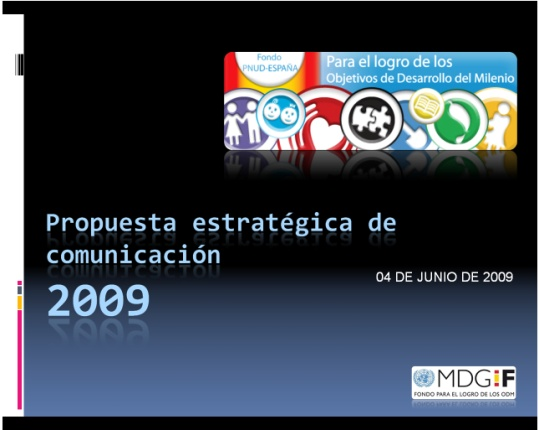 Fondo
PNUD-ESPAÑA
Para el logro de los
Objetivos de Desarrollo del Milenio
Propuesta estratégica de
comunicación
2009
04 DE JUNIO DE 2009
MDGiF
FONDO PARA EL LOGRO DE LOS ODM